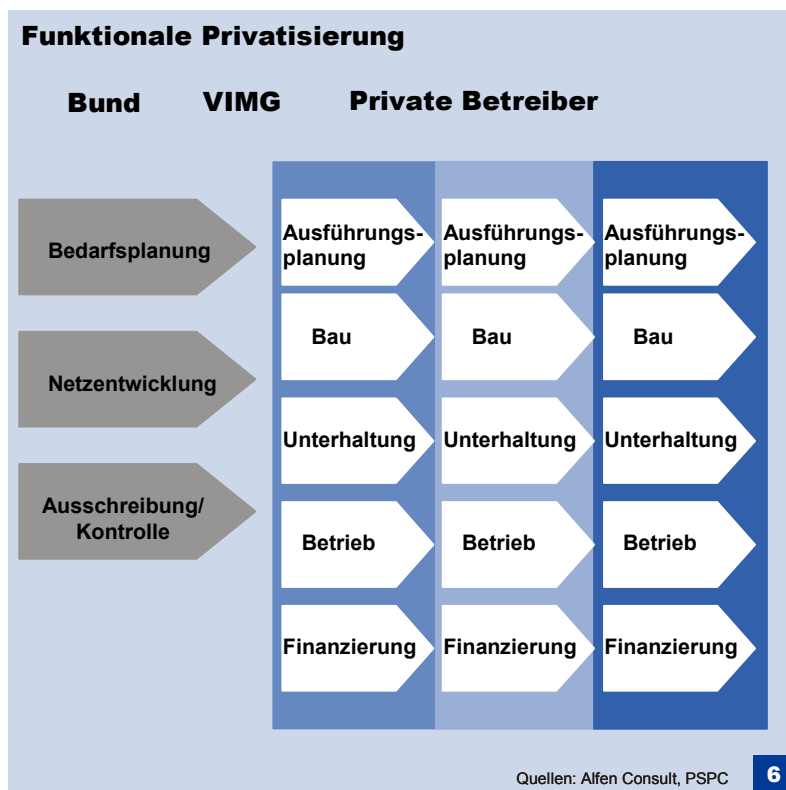 Funktionale Privatisierung
Bund VIMG Private Betreiber
Bedarfsplanung
Netzentwicklung
Ausschreibung/
Kontrolle
Ausführungs-
planung
Bau
Unterhaltung
Betrieb
Finanzierung
Ausführungs-
planung
Bau
Unterhaltung
Betrieb
Finanzierung
Ausführungs-
planung
Bau
Unterhaltung
Betrieb
Finanzierung
Quellen: Alfen Consult, PSPC
6